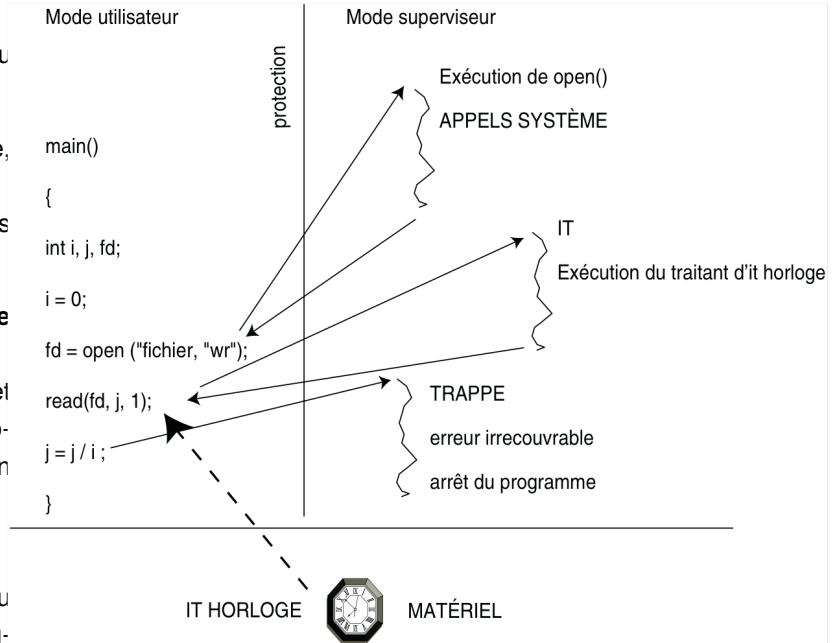 Mode utilisateur
Mode superviseur
protection
Exécution de open()
APPELS SYSTÈME
main()
{
int i, j, fd;
i = 0;
fd = open ("fichier, "wr");
read(fd, j, 1);
j = j / i ;
}
IT
Exécution du traitant d'it horloge
TRAPPE
erreur irrecouvrable
arrêt du programme
IT HORLOGE
MATÉRIEL